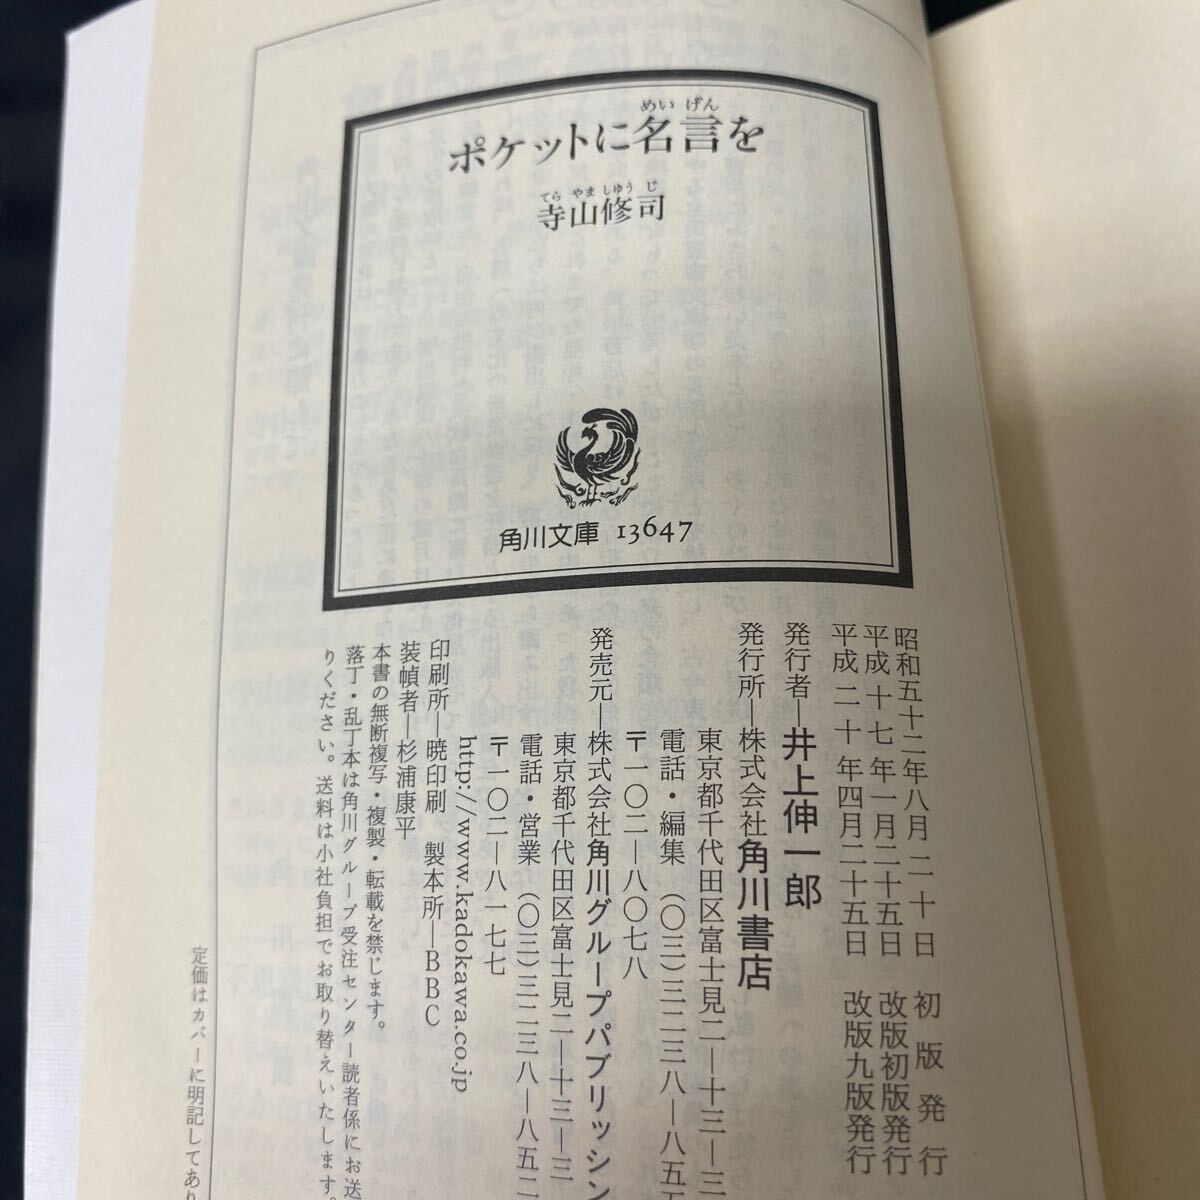 めいげん
ポケットに名言を
てらやましゅうじ
寺山修司
角川文庫 13647
昭和五十二年八月二十日 初版発行
平成十七年一月二十五日 改版初版発行
平成二十年四月二十五日 改版九版発行
発行者―井上伸一郎
発行所―株式会社角川書店
東京都千代田区富士見二―十三―三
電話・編集(〇三)三二三八―八五
〒一〇二―八〇七八
発売元―株式会社角川グループパブリッシン
東京都千代田区富士見二―十三―三
電話・営業(〇三)三二三八―八五二
〒一〇二―八一七七
http://www.kadokawa.co.jp
印刷所―暁印刷 製本所―BBC
装幀者―杉浦康平
本書の無断複写・複製・転載を禁じます。
落丁・乱丁本は角川グループ受注センター読者係にお送
りください。送料は小社負担でお取り替えいたします。
定価はカバーに明記してあり